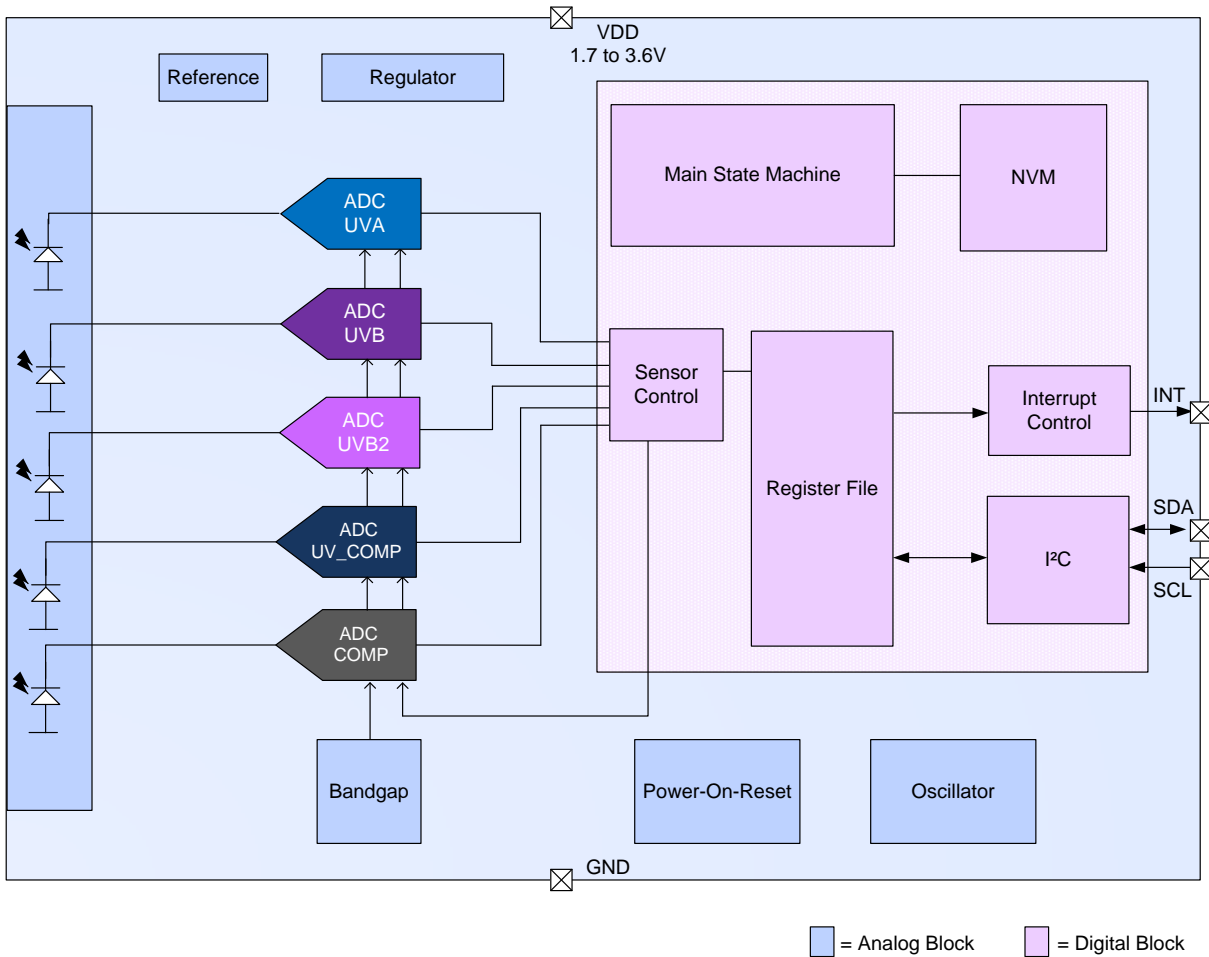 VDD
1.7 to 3.6V
Reference
Regulator
ADC
UVA
Main State Machine
NVM
ADC
UVB
Sensor
Control
Interrupt
Control
INT
ADC
UVB2
Register File
SDA
I²C
SCL
ADC
UV_COMP
ADC
COMP
Bandgap
Power-On-Reset
Oscillator
GND
= Analog Block
= Digital Block